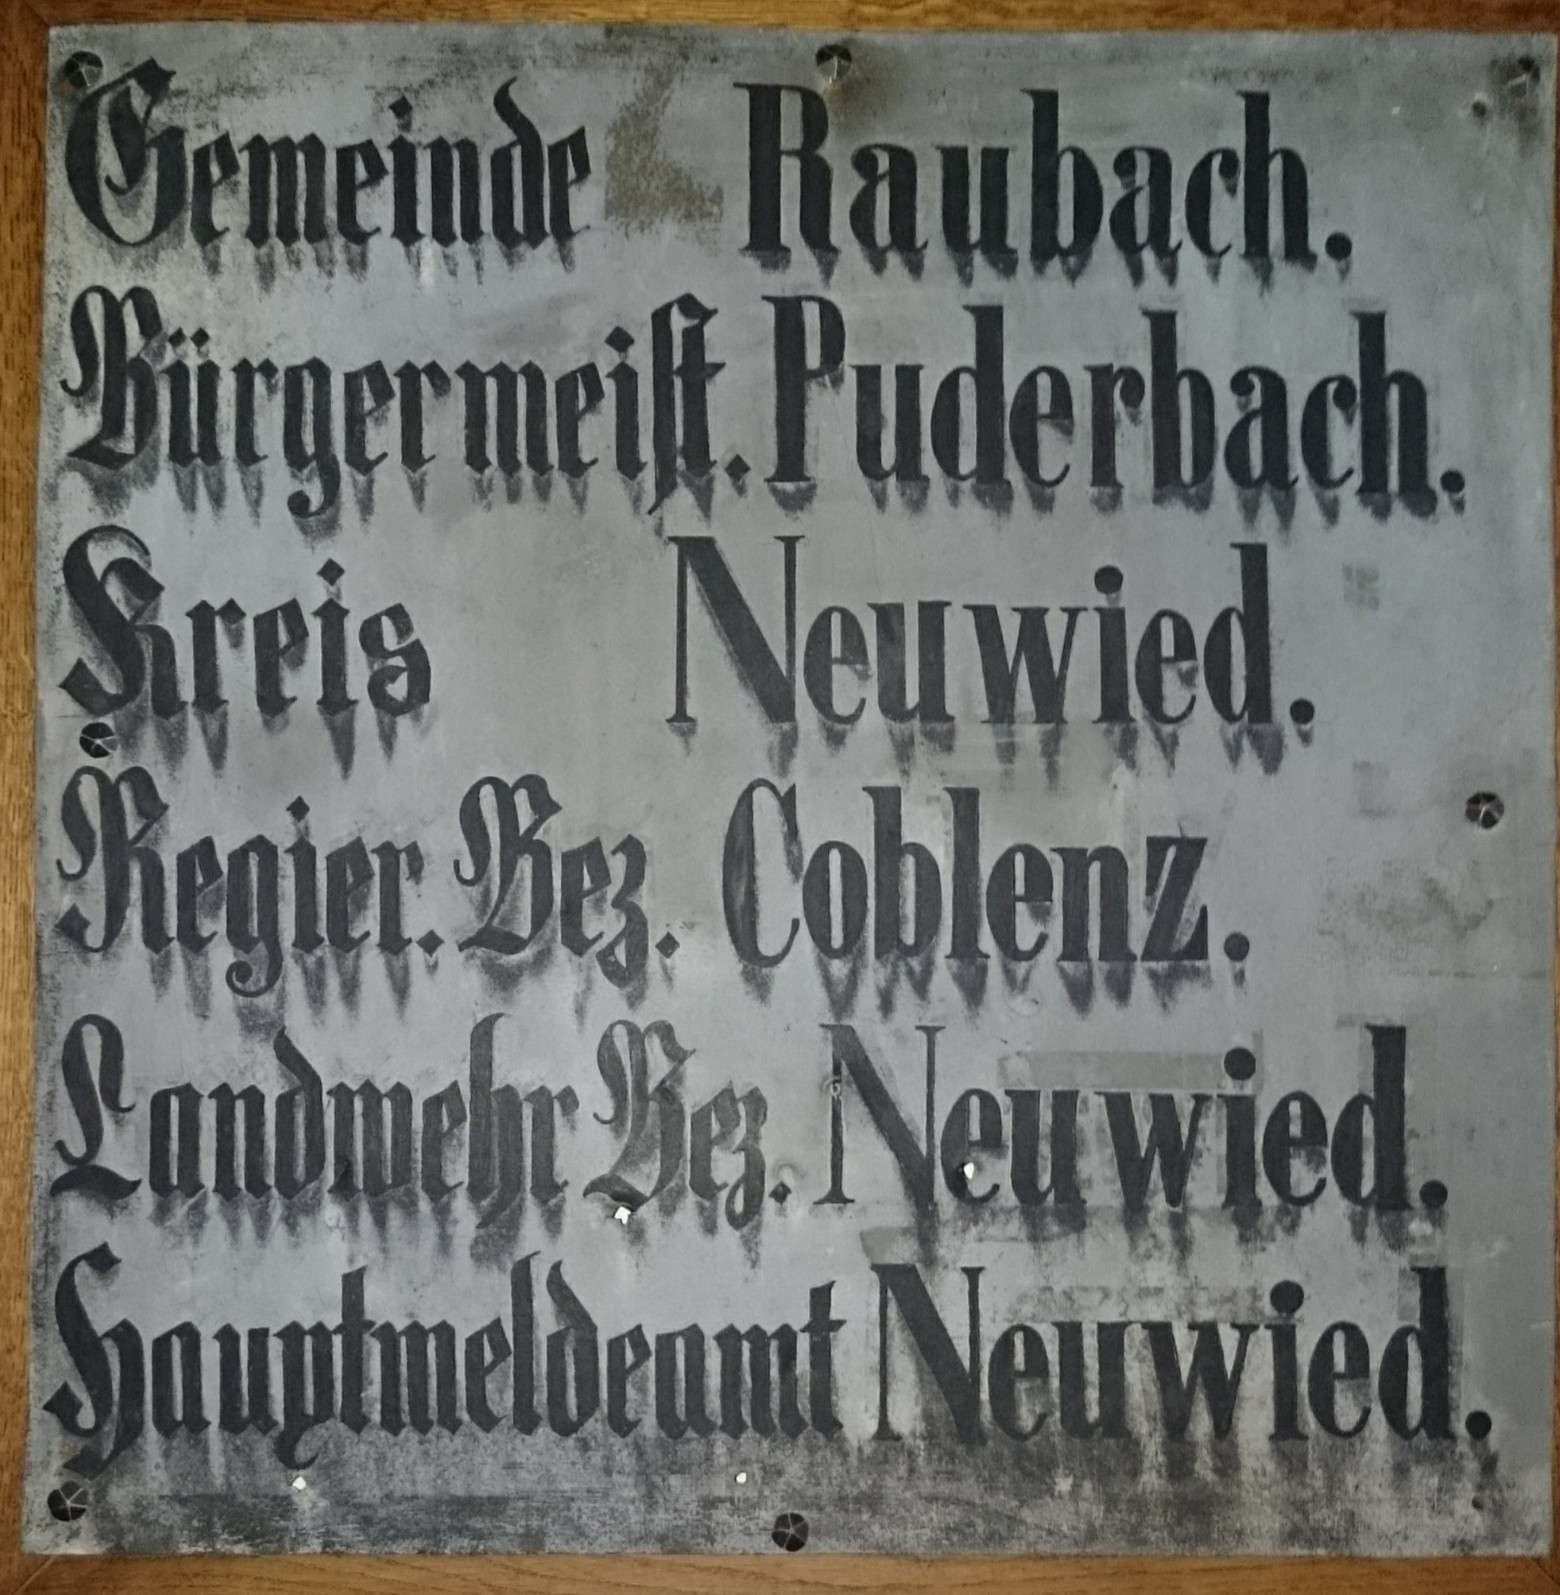 Gemeinde Raubach.
Bürgermeist. Puderbach.
Kreis Neuwied.
Regier. Bez. Coblenz.
Landwehr Bez. Neuwied.
Hauptmeldeamt Neuwied.